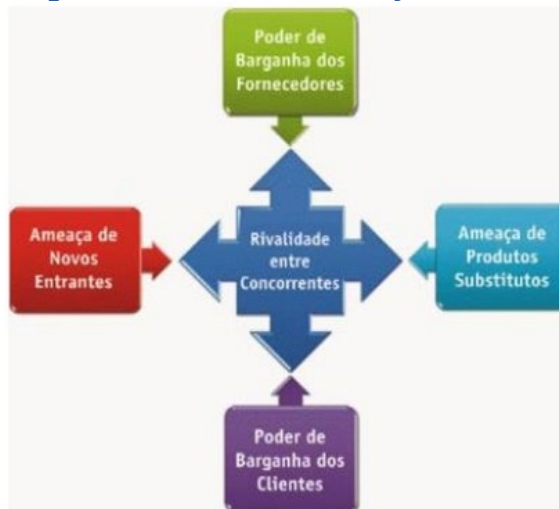 Poder de
Barganha dos
Fornecedores
Ameaça de
Novos
Entrantes
Rivalidade
entre
Concorrentes
Ameaça de
Produtos
Substitutos
Poder de
Barganha dos
Clientes